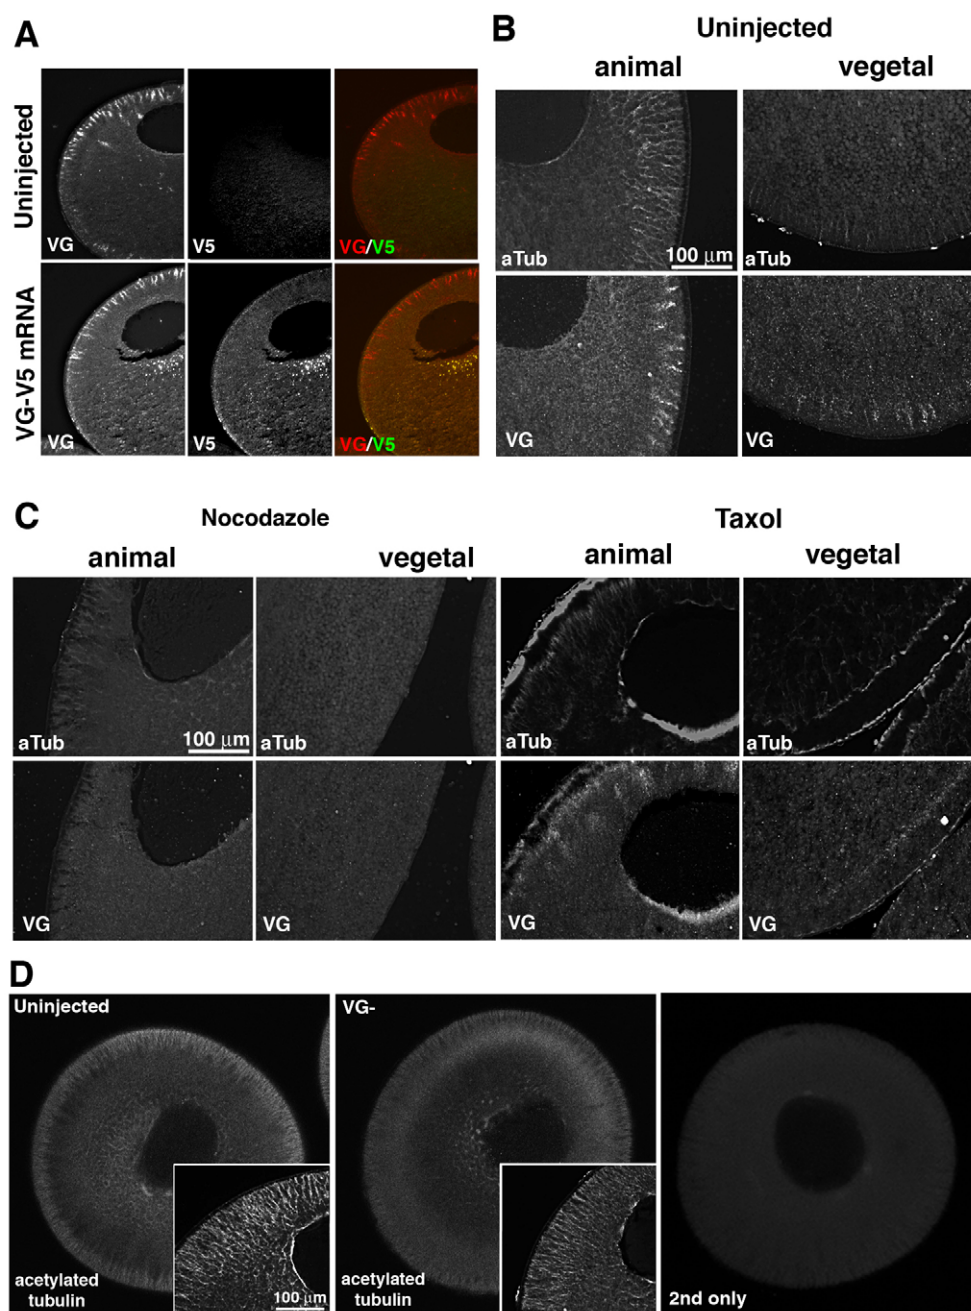 A
Uninjected
VG
V5
VG/V5
VG-V5 mRNA
VG
V5
VG/V5
B
Uninjected
animal
vegetal
aTub
100 μm
aTub
VG
VG
C
Nocodazole
Taxol
animal
vegetal
animal
vegetal
aTub
100 μm
aTub
aTub
aTub
VG
VG
VG
VG
D
Uninjected
acetylated
tubulin
100 μm
VG-
acetylated
tubulin
2nd only